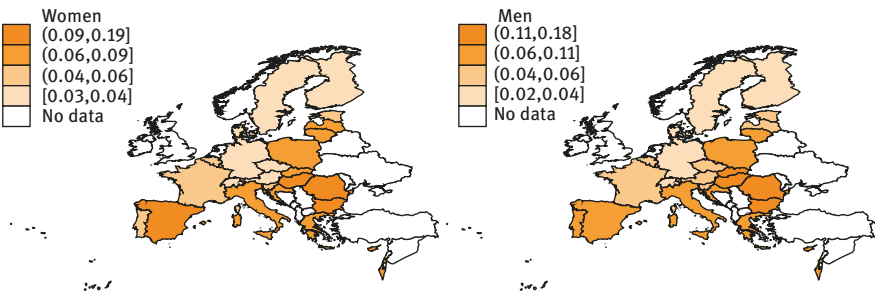 Women
(0.09,0.19]
(0.06,0.09]
(0.04,0.06]
[0.03,0.04]
No data
Men
(0.11,0.18]
(0.06,0.11]
(0.04,0.06]
[0.02,0.04]
No data